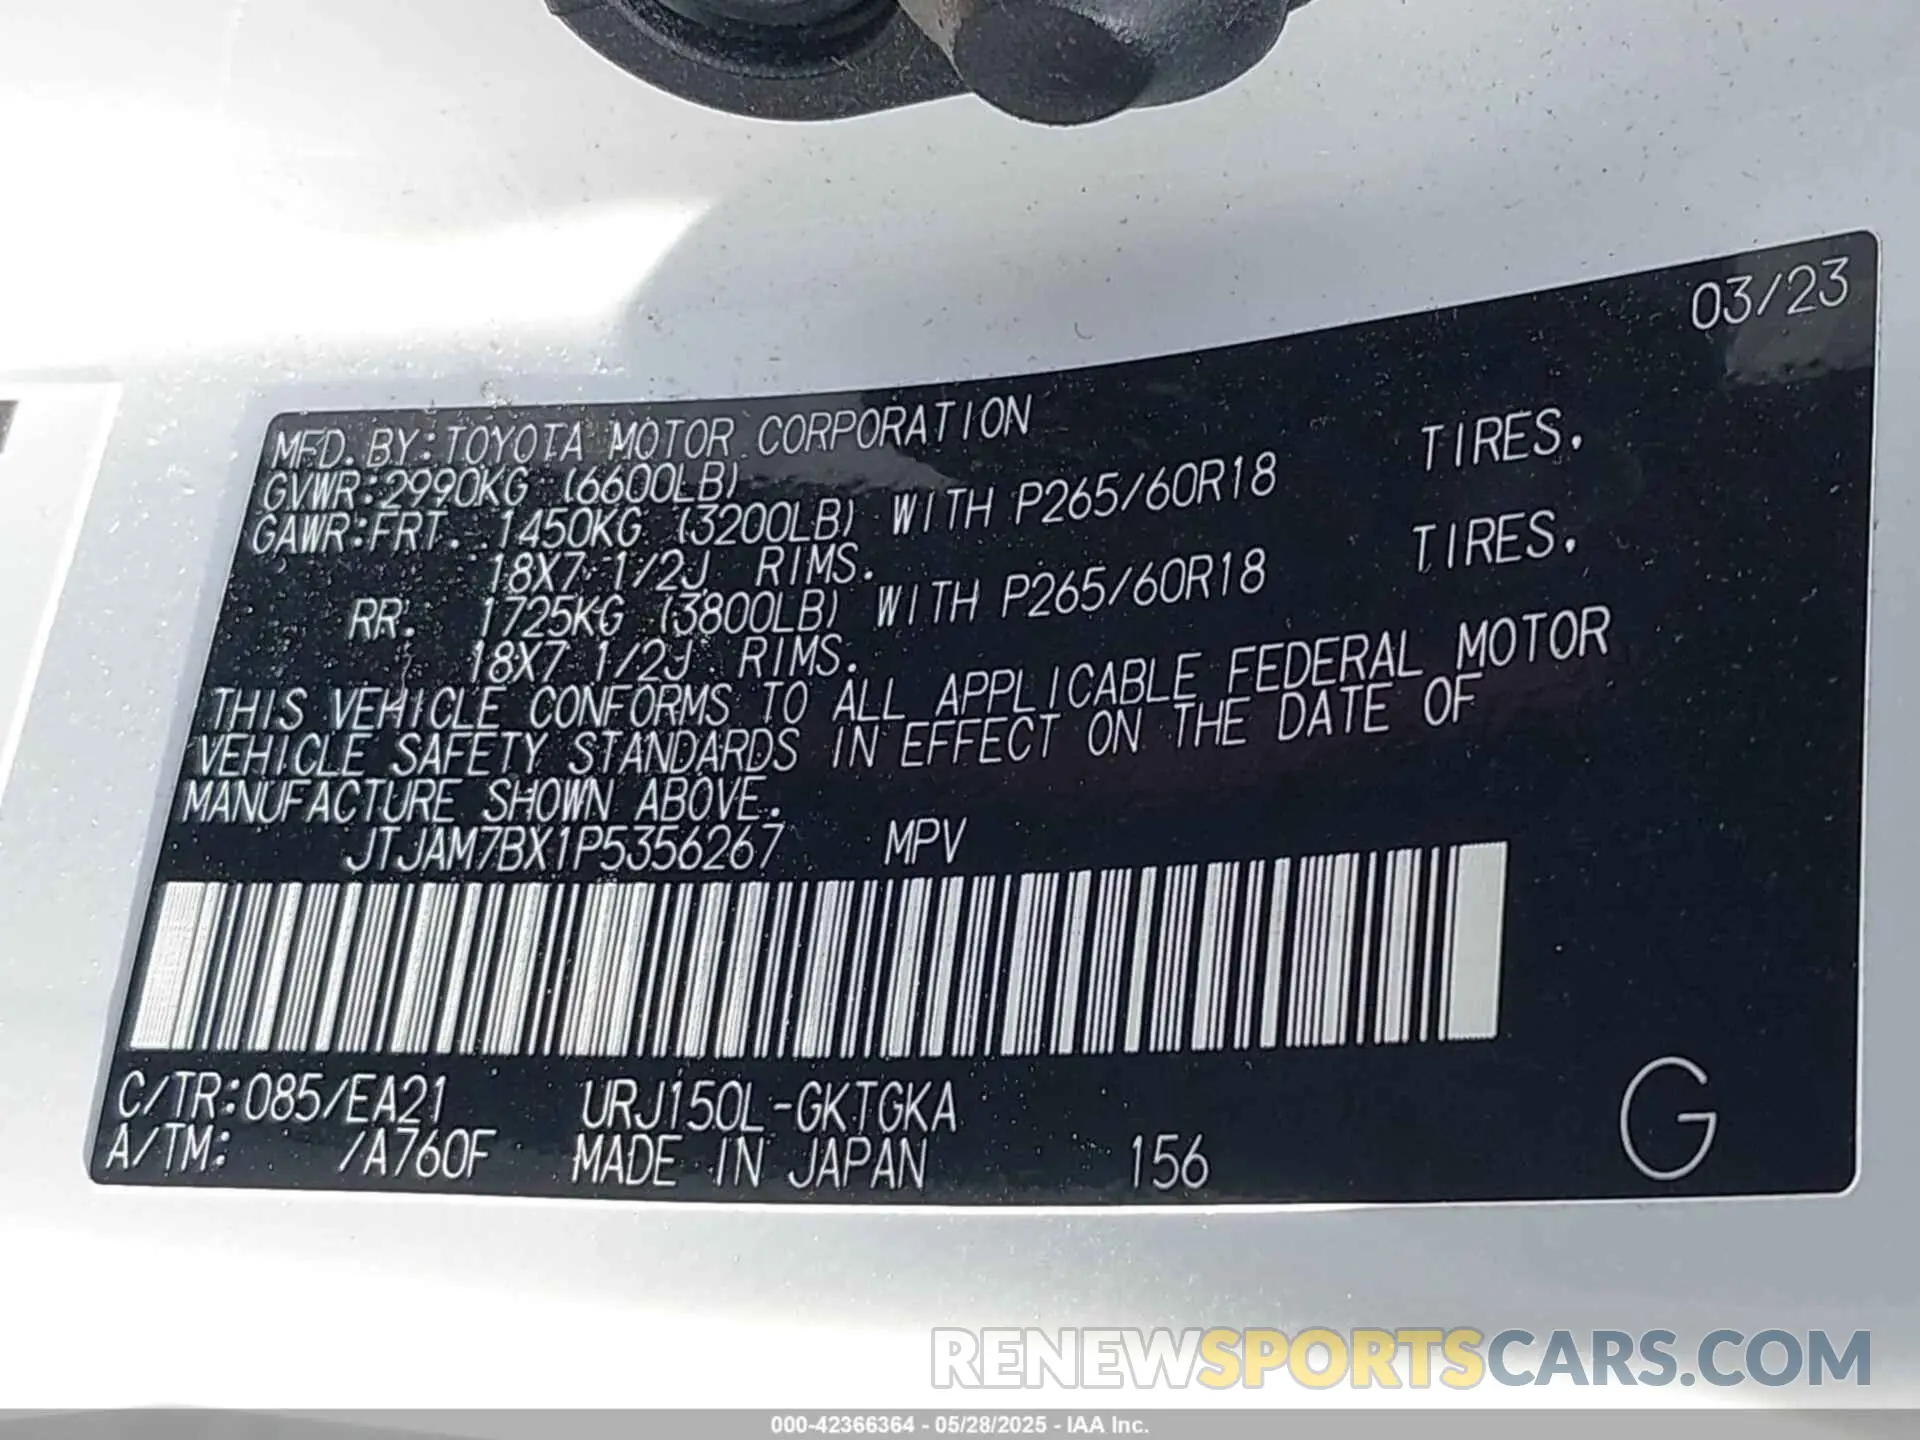 03/23
MFD. BY: TOYOTA MOTOR CORPORATION
GVWR: 2990KG (6600LB)
GAWR: FRT. 1450KG (3200LB) WITH P265/60R18 TIRES.
18X7 1/2J RIMS.
RR. 1725KG (3800LB) WITH P265/60R18 TIRES.
18X7 1/2J RIMS.
THIS VEHICLE CONFORMS TO ALL APPLICABLE FEDERAL MOTOR
VEHICLE SAFETY STANDARDS IN EFFECT ON THE DATE OF
MANUFACTURE SHOWN ABOVE.
JTJAM7BX1P5356267 MPV
C/TR: 085/EA21 URJ150L-GKTGKA
A/TM: /A760F MADE IN JAPAN 156 G
RENEWSPORTSCARS.COM
000-42366364 - 05/28/2025 - IAA Inc.